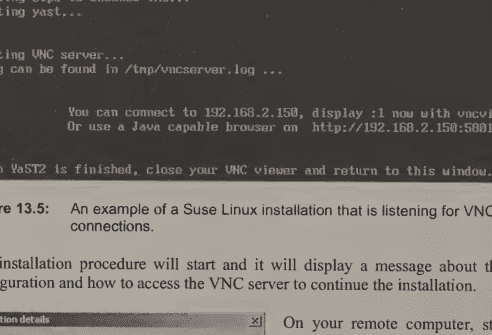 ting yast...
ting VNC server...
g can be found in /tmp/vncserver.log ...
You can connect to 192.168.2.150, display :1 now with vncvi
Or use a Java capable browser on http://192.168.2.150:5801
n YaST2 is finished, close your VNC viewer and return to this window.
re 13.5: An example of a Suse Linux installation that is listening for VNC
connections.
installation procedure will start and it will display a message about th
guration and how to access the VNC server to continue the installation.
tion details
On your remote computer, st